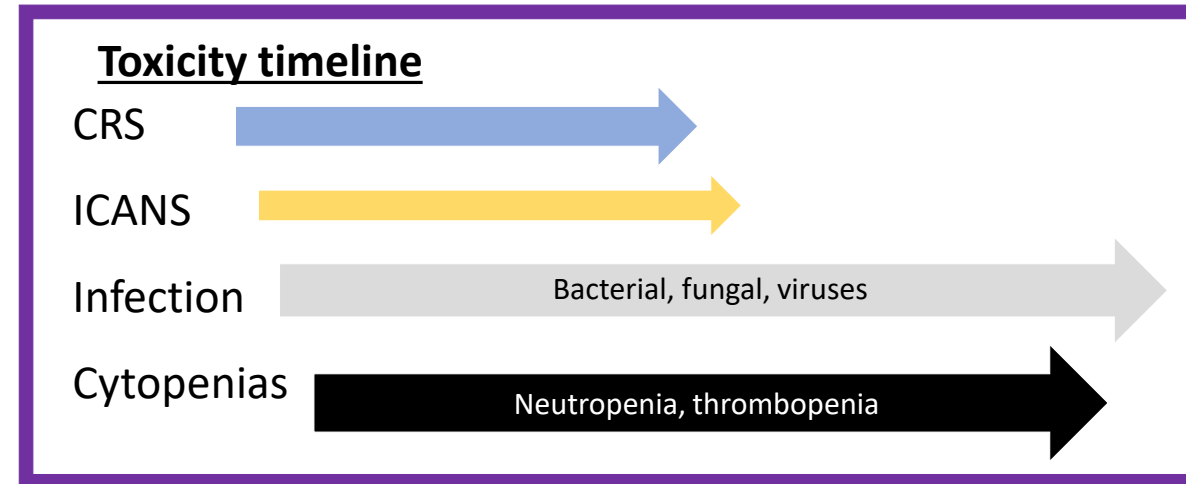 Toxicity timeline
CRS
ICANS
Infection
Bacterial, fungal, viruses
Cytopenias
Neutropenia, thrombopenia